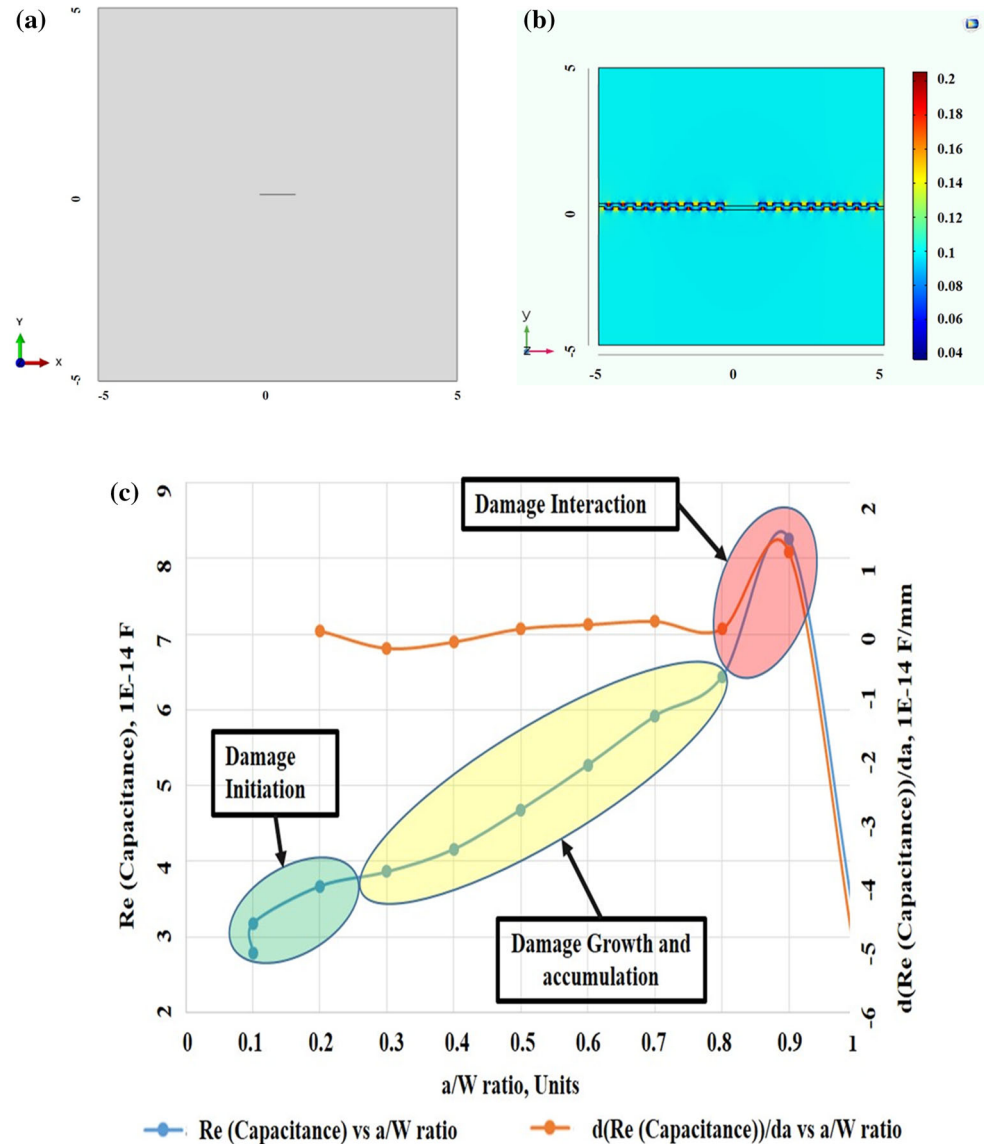 (a)
5
0
-5
-5
0
5
Y
X
(b)
5
0
-5
-5
0
5
y
z
0.2
0.18
0.16
0.14
0.12
0.1
0.08
0.06
0.04
(c)
Re (Capacitance), 1E-14 F
9
8
7
6
5
4
3
2
Damage Interaction
Damage
Initiation
Damage Growth and
accumulation
2
1
0
-1
-2
-3
-4
-5
-6
d(Re (Capacitance))/da, 1E-14 F/mm
0
0.1
0.2
0.3
0.4
0.5
0.6
0.7
0.8
0.9
1
a/W ratio, Units
Re (Capacitance) vs a/W ratio
d(Re (Capacitance))/da vs a/W ratio